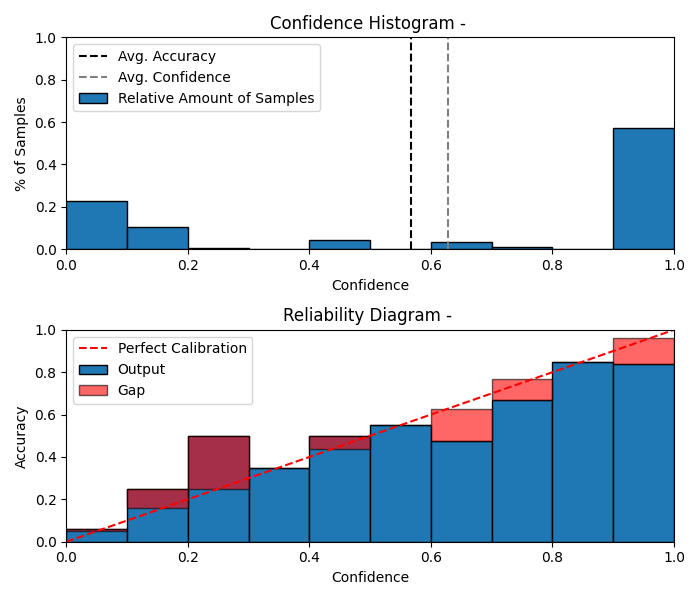 Confidence Histogram -
1.0
0.8
0.6
0.4
0.2
0.0
% of Samples
Avg. Accuracy
Avg. Confidence
Relative Amount of Samples
0.0 0.2 0.4 0.6 0.8 1.0
Confidence
Reliability Diagram -
1.0
0.8
0.6
0.4
0.2
0.0
Accuracy
Perfect Calibration
Output
Gap
0.0 0.2 0.4 0.6 0.8 1.0
Confidence